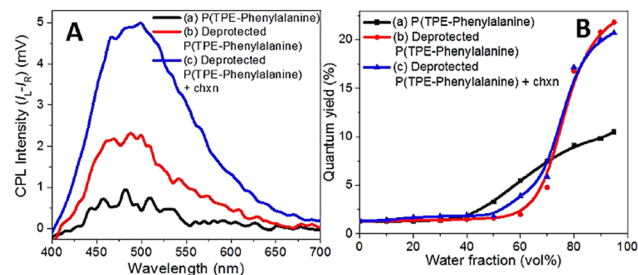 A
(a) P(TPE-Phenylalanine)
(b) Deprotected
P(TPE-Phenylalanine)
(c) Deprotected
P(TPE-Phenylalanine)
+ chxn
CPL Intensity (I_L-I_R) (mV)
5
4
3
2
1
0
400 450 500 550 600 650 700
Wavelength (nm)
B
(a) P(TPE-Phenylalanine)
(b) Deprotected
P(TPE-Phenylalanine)
(c) Deprotected
P(TPE-Phenylalanine) + chxn
Quantum yield (%)
20
15
10
5
0
0 20 40 60 80 100
Water fraction (vol%)